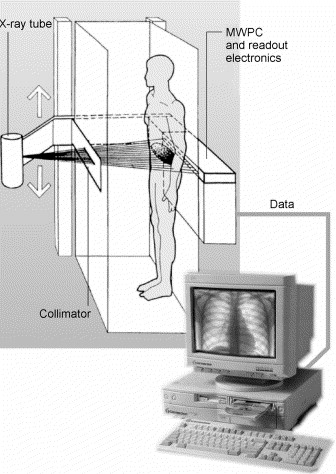 X-ray tube
MWPC
and readout
electronics
Data
Collimator